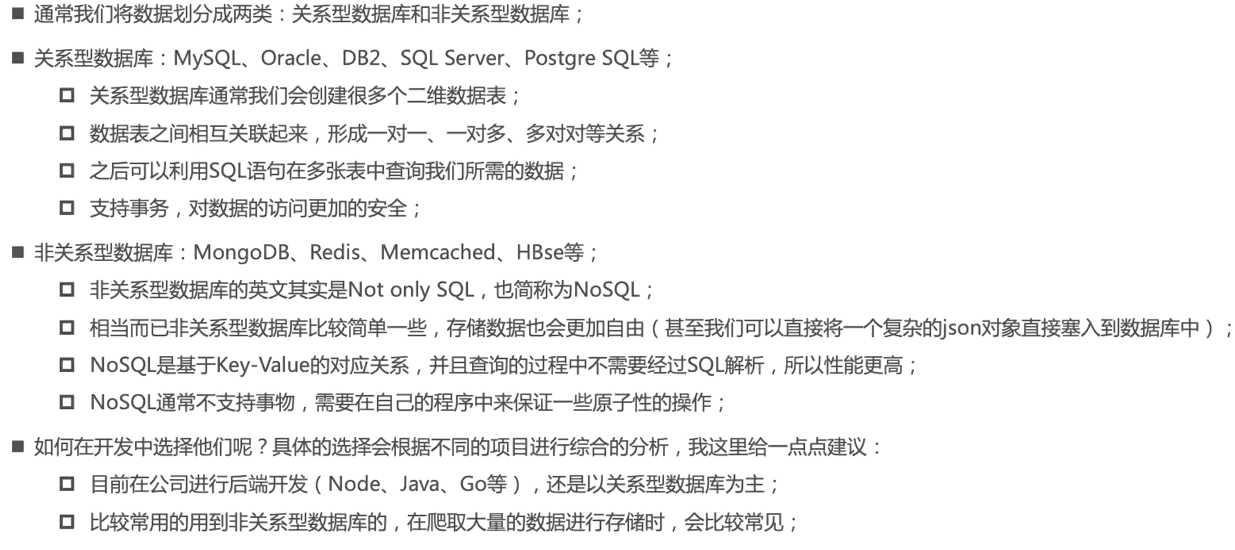 ■ 通常我们将数据划分成两类：关系型数据库和非关系型数据库；
■ 关系型数据库：MySQL、Oracle、DB2、SQL Server、Postgre SQL等；
关系型数据库通常我们会创建很多个二维数据表；
数据表之间相互关联起来，形成一对一、一对多、多对对等关系；
之后可以利用SQL语句在多张表中查询我们所需的数据；
支持事务，对数据的访问更加的安全；
■ 非关系型数据库：MongoDB、Redis、Memcached、HBse等；
非关系型数据库的英文其实是Not only SQL，也简称为NoSQL；
相当而已非关系型数据库比较简单一些，存储数据也会更加自由（甚至我们可以直接将一个复杂的json对象直接塞入到数据库中）；
NoSQL是基于Key-Value的对应关系，并且查询的过程中不需要经过SQL解析，所以性能更高；
NoSQL通常不支持事物，需要在自己的程序中来保证一些原子性的操作；
■ 如何在开发中选择他们呢？具体的选择会根据不同的项目进行综合的分析，我这里给一点点建议：
目前在公司进行后端开发（Node、Java、Go等），还是以关系型数据库为主；
比较常用的用到非关系型数据库的，在爬取大量的数据进行存储时，会比较常见；